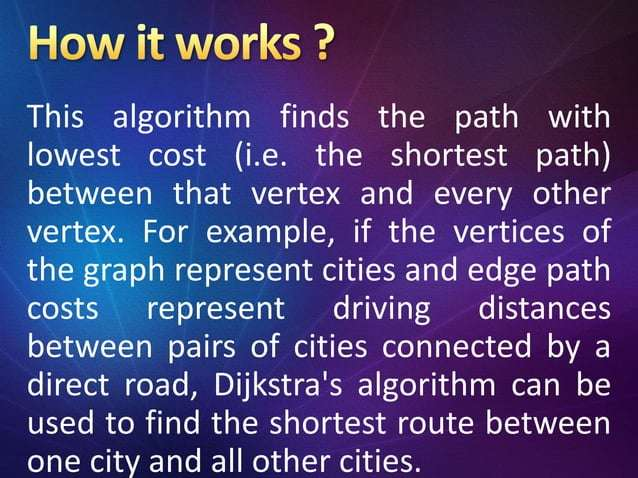 How it works ?
This algorithm finds the path with
lowest cost (i.e. the shortest path)
between that vertex and every other
vertex. For example, if the vertices of
the graph represent cities and edge path
costs represent driving distances
between pairs of cities connected by a
direct road, Dijkstra's algorithm can be
used to find the shortest route between
one city and all other cities.